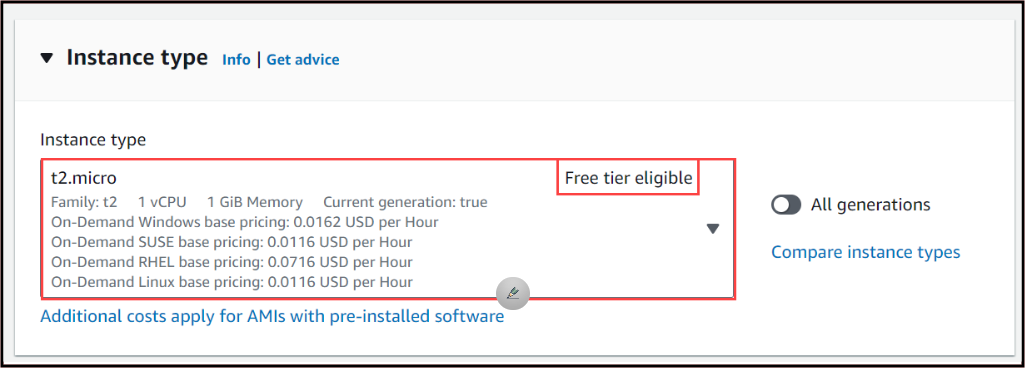 Instance type Info | Get advice
Instance type
t2.micro Free tier eligible
Family: t2 1 vCPU 1 GiB Memory Current generation: true
On-Demand Windows base pricing: 0.0162 USD per Hour
On-Demand SUSE base pricing: 0.0116 USD per Hour
On-Demand RHEL base pricing: 0.0716 USD per Hour
On-Demand Linux base pricing: 0.0116 USD per Hour
All generations
Compare instance types
Additional costs apply for AMIs with pre-installed software